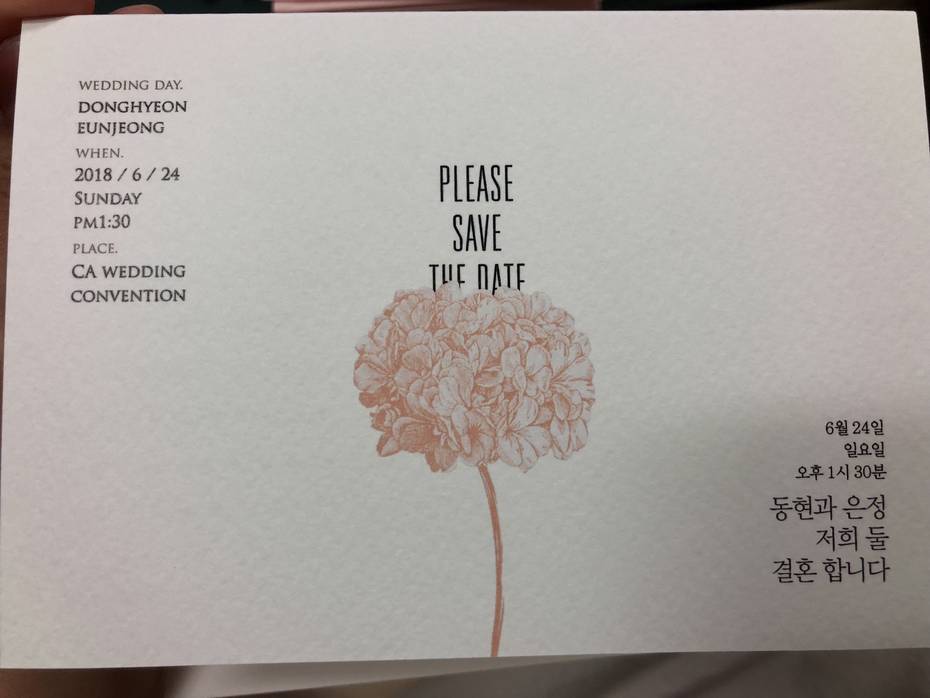 WEDDING DAY.
DONGHYEON
EUNJEONG
WHEN.
2018 / 6 / 24
SUNDAY
PM1:30
PLACE.
CA WEDDING
CONVENTION
PLEASE
SAVE
THE DATE
6월 24일
일요일
오후 1시 30분
동현과 은정
저희 둘
결혼 합니다